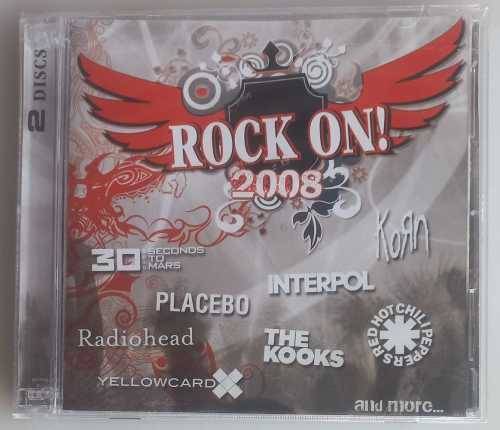 2 DISCS
ROCK ON!
2008
KoЯn
30 SECONDS
TO
MARS
INTERPOL
PLACEBO
Radiohead
THE
KOOKS
RED HOT CHILI PEPPERS
YELLOWCARD
and more...